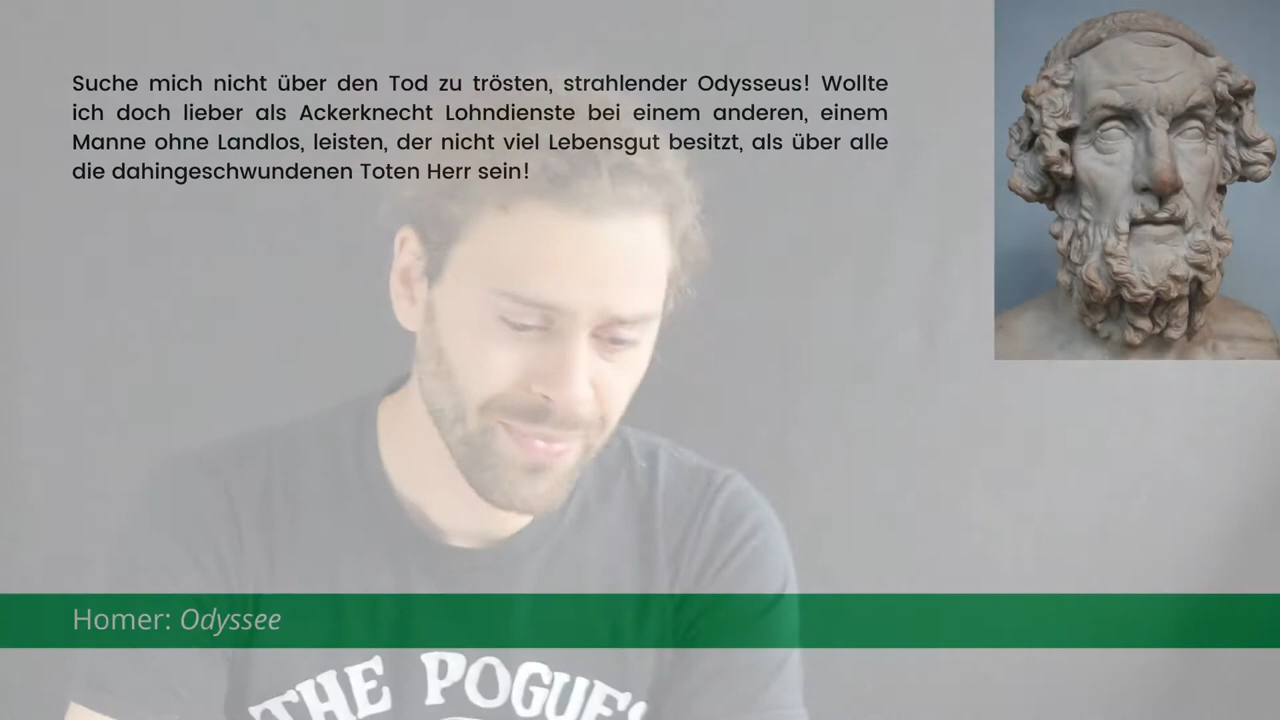 Suche mich nicht über den Tod zu trösten, strahlender Odysseus! Wollte
ich doch lieber als Ackerknecht Lohndienste bei einem anderen, einem
Manne ohne Landlos, leisten, der nicht viel Lebensgut besitzt, als über alle
die dahingeschwundenen Toten Herr sein!
Homer: Odyssee
THE POGUES